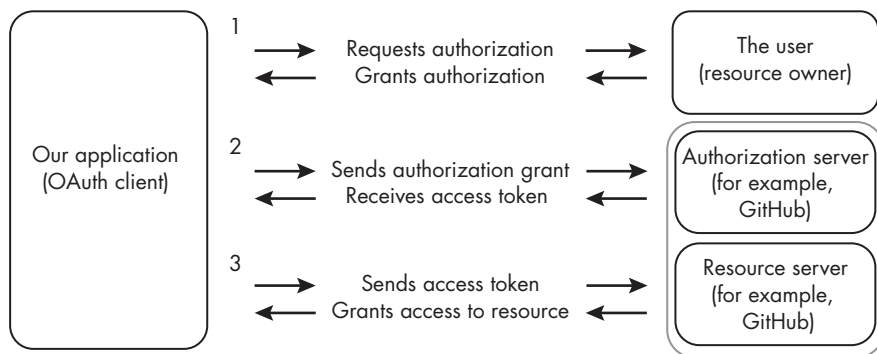 1
Requests authorization
Grants authorization
The user
(resource owner)
Our application
(OAuth client)
2
Sends authorization grant
Receives access token
Authorization server
(for example,
GitHub)
3
Sends access token
Grants access to resource
Resource server
(for example,
GitHub)